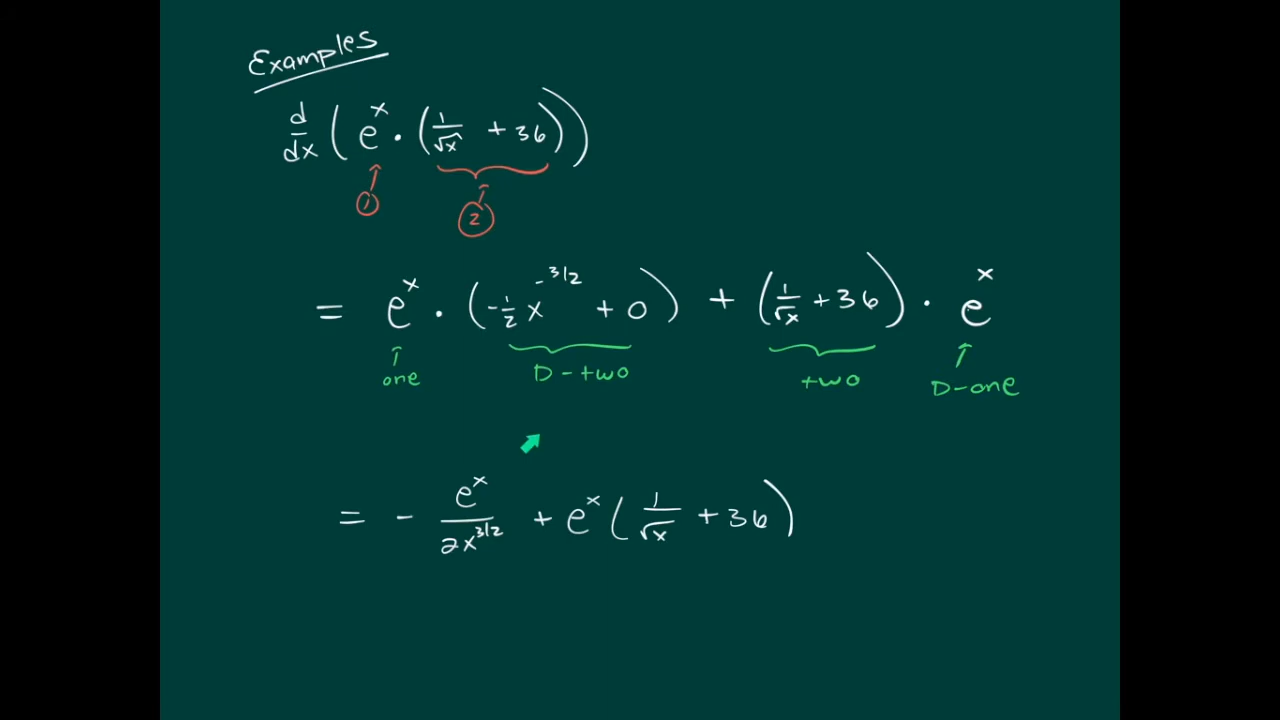 Examples
d/dx (e^x · (1/√x + 36))
① ②
= e^x · (-1/2 x^-3/2 + 0) + (1/√x + 36) · e^x
one D-two two D-one
= - e^x/2x^3/2 + e^x (1/√x + 36)